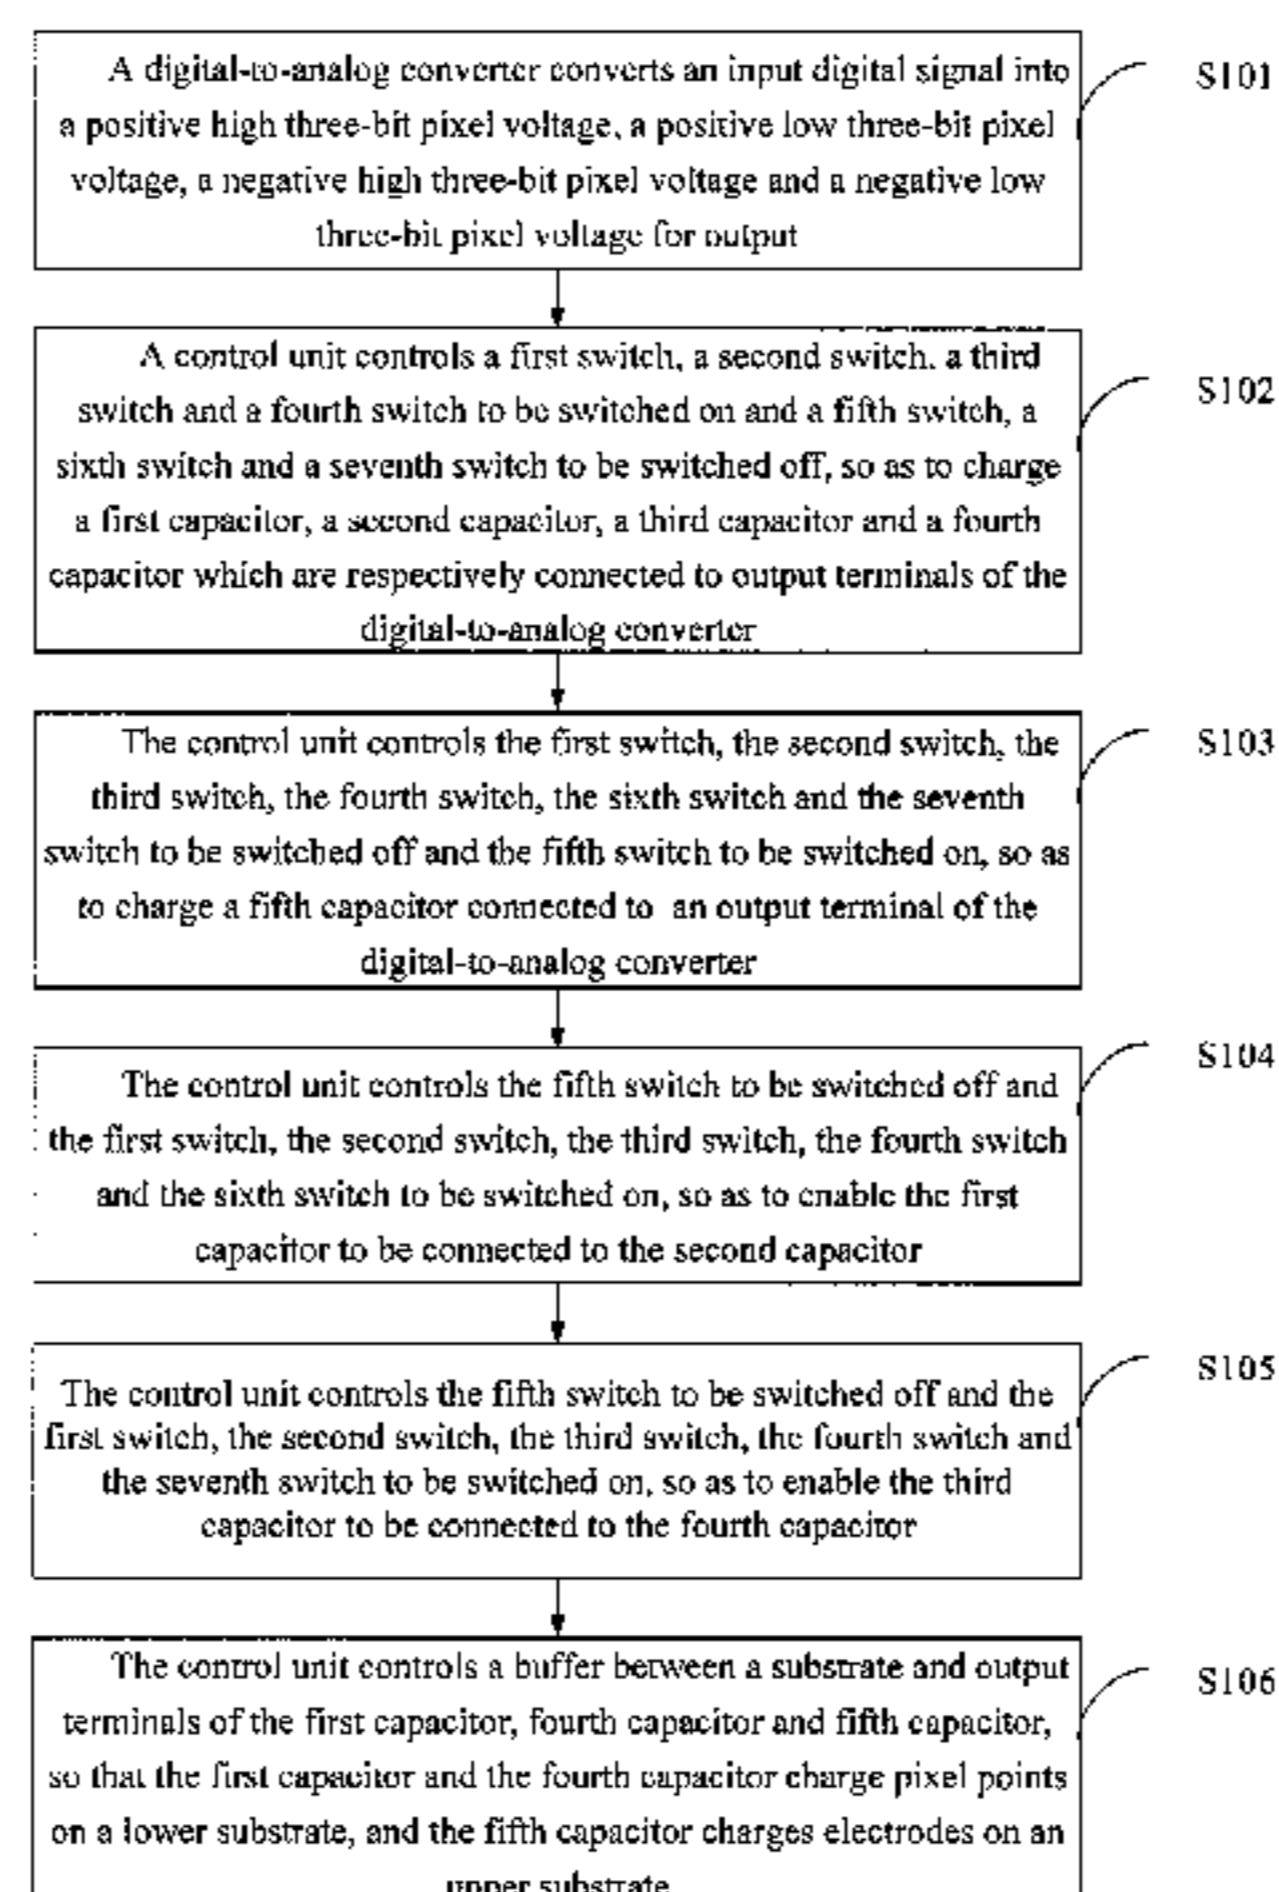 A digital-to-analog converter converts an input digital signal into
a positive high three-bit pixel voltage, a positive low three-bit pixel
voltage, a negative high three-bit pixel voltage and a negative low
three-bit pixel voltage for output
S101
A control unit controls a first switch, a second switch, a third
switch and a fourth switch to be switched on and a fifth switch, a
sixth switch and a seventh switch to be switched off, so as to charge
a first capacitor, a second capacitor, a third capacitor and a fourth
capacitor which are respectively connected to output terminals of the
digital-to-analog converter
S102
The control unit controls the first switch, the second switch, the
third switch, the fourth switch, the sixth switch and the seventh
switch to be switched off and the fifth switch to be switched on, so as
to charge a fifth capacitor connected to an output terminal of the
digital-to-analog converter
S103
The control unit controls the fifth switch to be switched off and
the first switch, the second switch, the third switch, the fourth switch
and the sixth switch to be switched on, so as to enable the first
capacitor to be connected to the second capacitor
S104
The control unit controls the fifth switch to be switched off and the
first switch, the second switch, the third switch, the fourth switch and
the seventh switch to be switched on, so as to enable the third
capacitor to be connected to the fourth capacitor
S105
The control unit controls a buffer between a substrate and output
terminals of the first capacitor, fourth capacitor and fifth capacitor,
so that the first capacitor and the fourth capacitor charge pixel points
on a lower substrate, and the fifth capacitor charges electrodes on an
upper substrate
S106